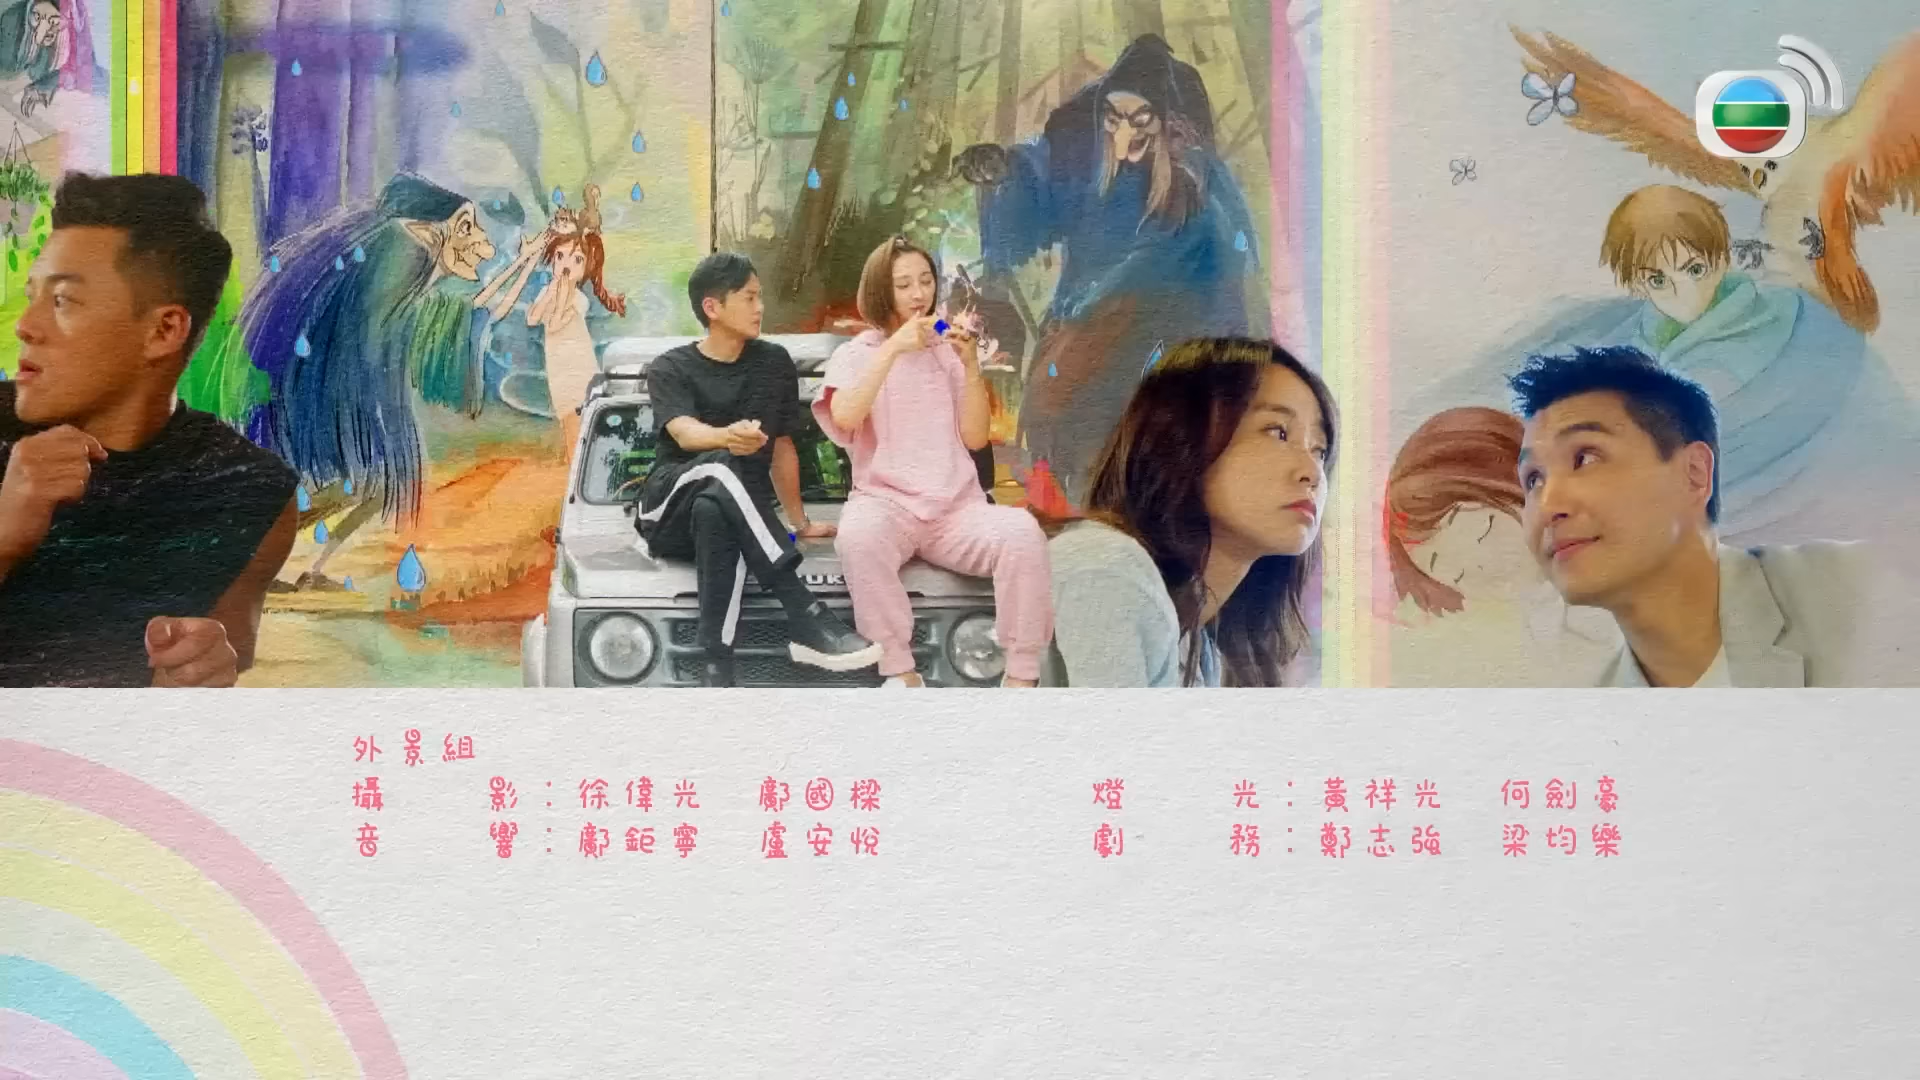 外景組
攝 影：徐偉光 鄺國樑 燈 光：黃祥光 何劍豪
音 響：鄺鉅寧 盧安悅 劇 務：鄭志強 梁均樂